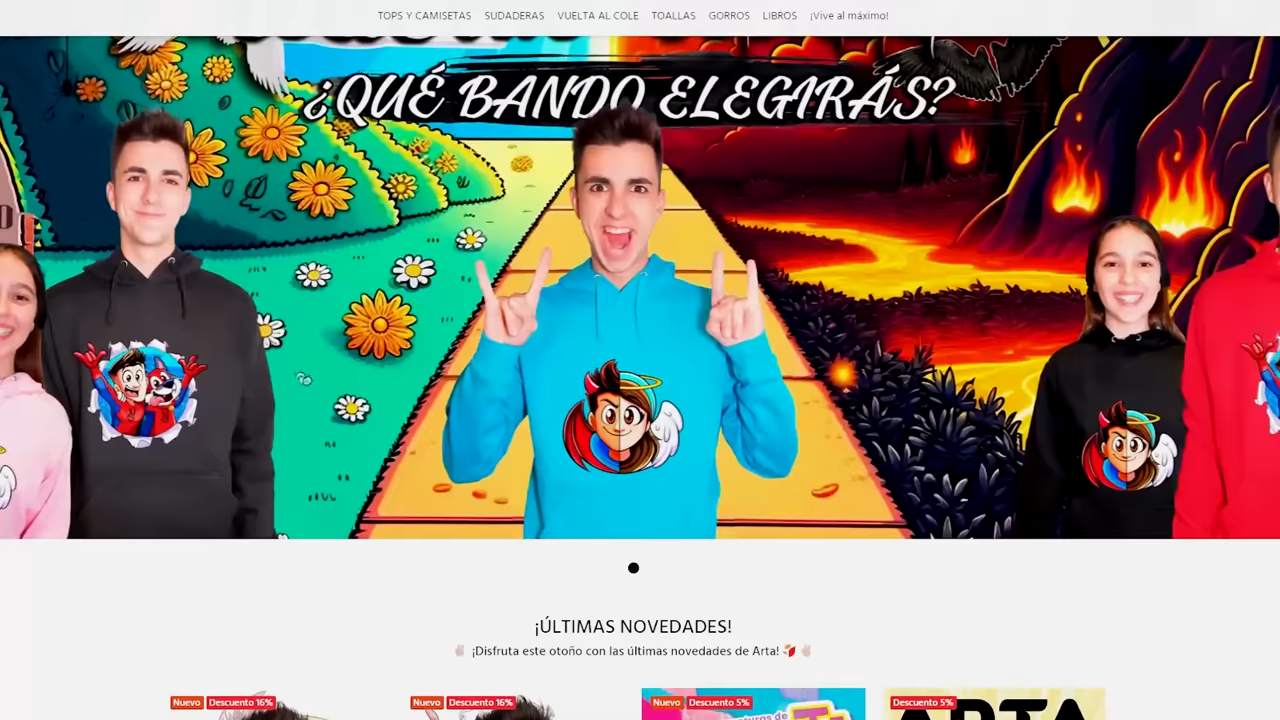 TOPS Y CAMISETAS SUDADERAS VUELTA AL COLE TOALLAS GORROS LIBROS ¡Vive al máximo!
¿QUÉ BANDO ELEGIRÁS?
¡ÚLTIMAS NOVEDADES!
¡Disfruta este otoño con las últimas novedades de Arta!
Nuevo Descuento 16% Nuevo Descuento 16% Nuevo Descuento 5% Descuento 5%
ARTA